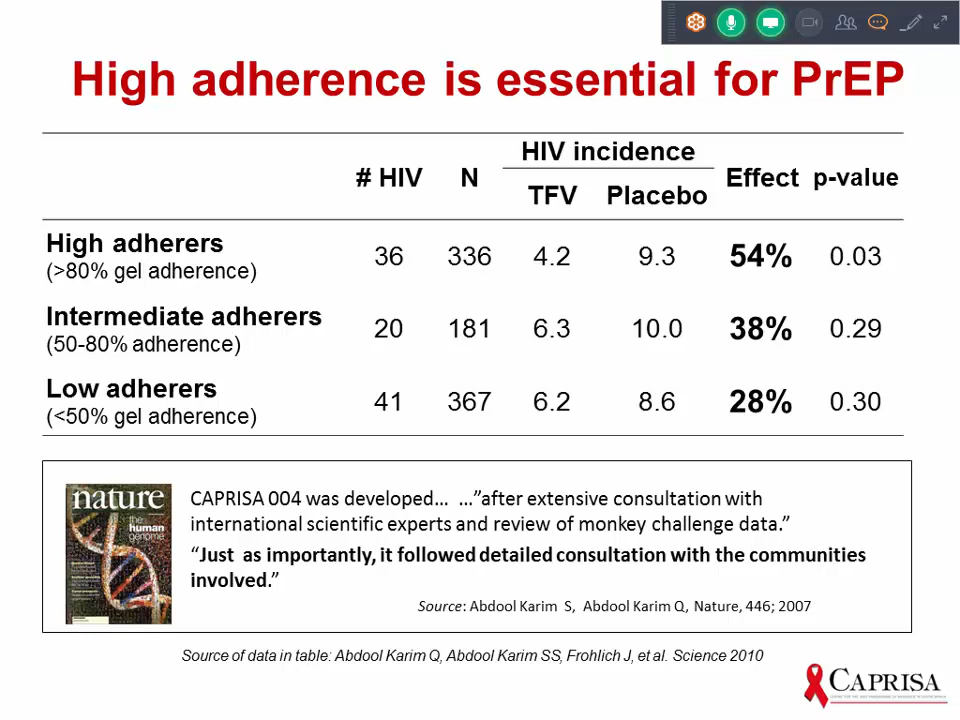 High adherence is essential for PrEP
HIV incidence
# HIV N TFV Placebo Effect p-value
High adherers
(>80% gel adherence) 36 336 4.2 9.3 54% 0.03
Intermediate adherers
(50-80% adherence) 20 181 6.3 10.0 38% 0.29
Low adherers
(<50% gel adherence) 41 367 6.2 8.6 28% 0.30
nature
the
human
genome
CAPRISA 004 was developed… …”after extensive consultation with
international scientific experts and review of monkey challenge data.”
“Just as importantly, it followed detailed consultation with the communities
involved.”
Source: Abdool Karim S, Abdool Karim Q, Nature, 446; 2007
Source of data in table: Abdool Karim Q, Abdool Karim SS, Frohlich J, et al. Science 2010
CAPRISA